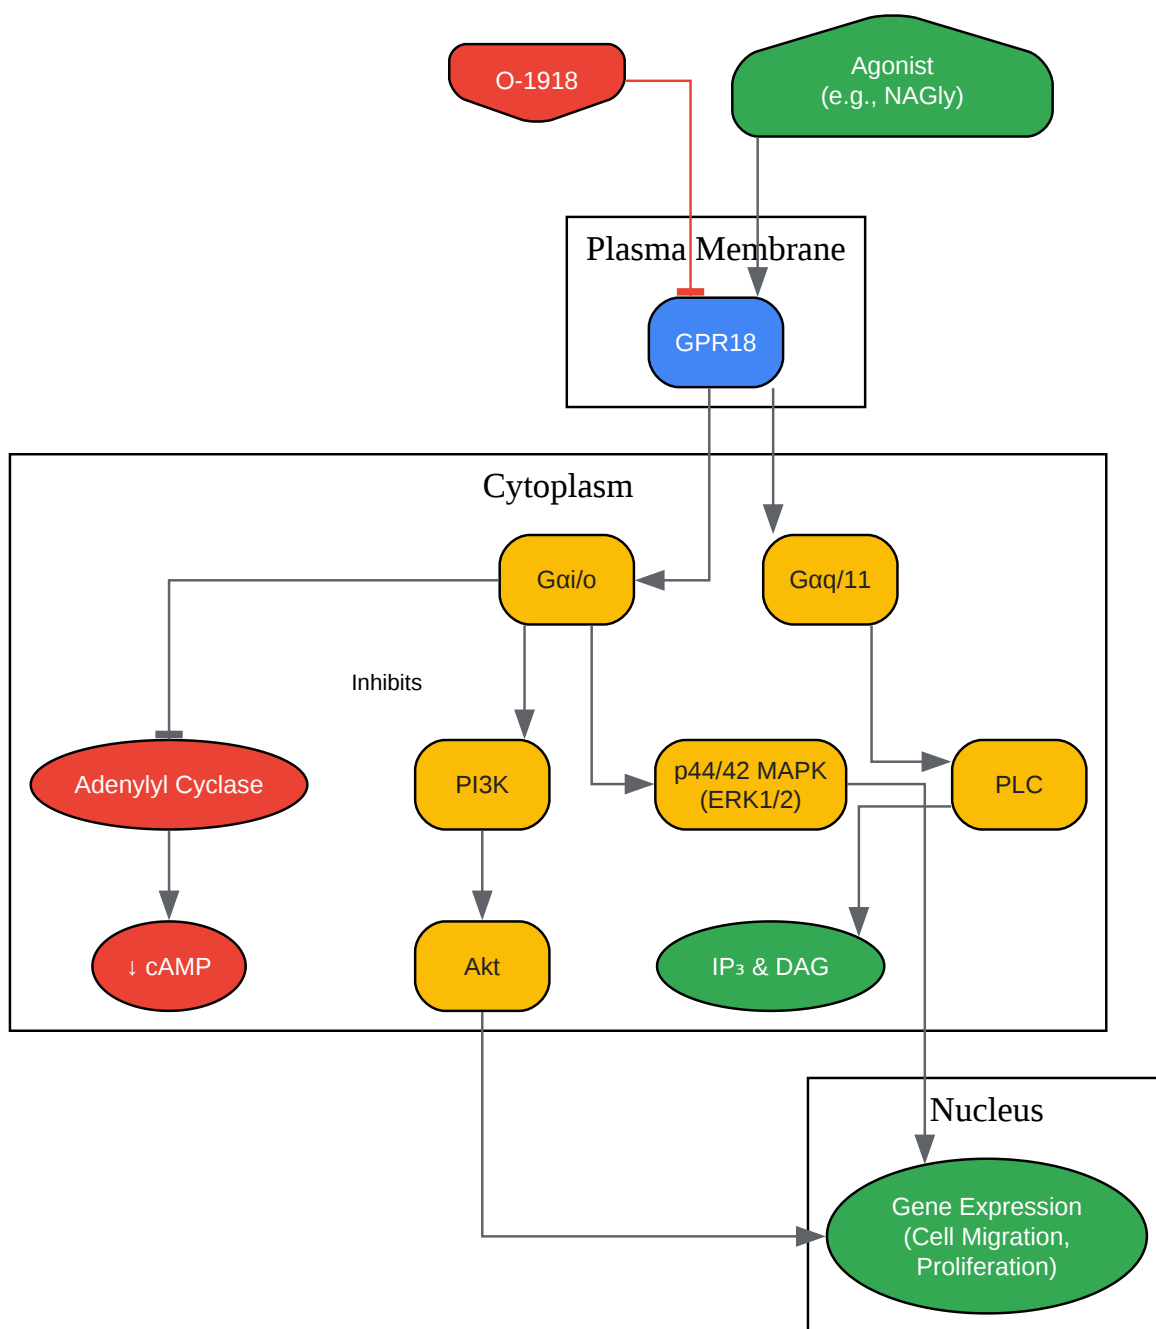 O-1918
Agonist
(e.g., NAGly)
Plasma Membrane
GPR18
Cytoplasm
Gαi/o
Gαq/11
Inhibits
Adenylyl Cyclase
PI3K
p44/42 MAPK
(ERK1/2)
PLC
↓ cAMP
Akt
IP₃ & DAG
Nucleus
Gene Expression
(Cell Migration,
Proliferation)